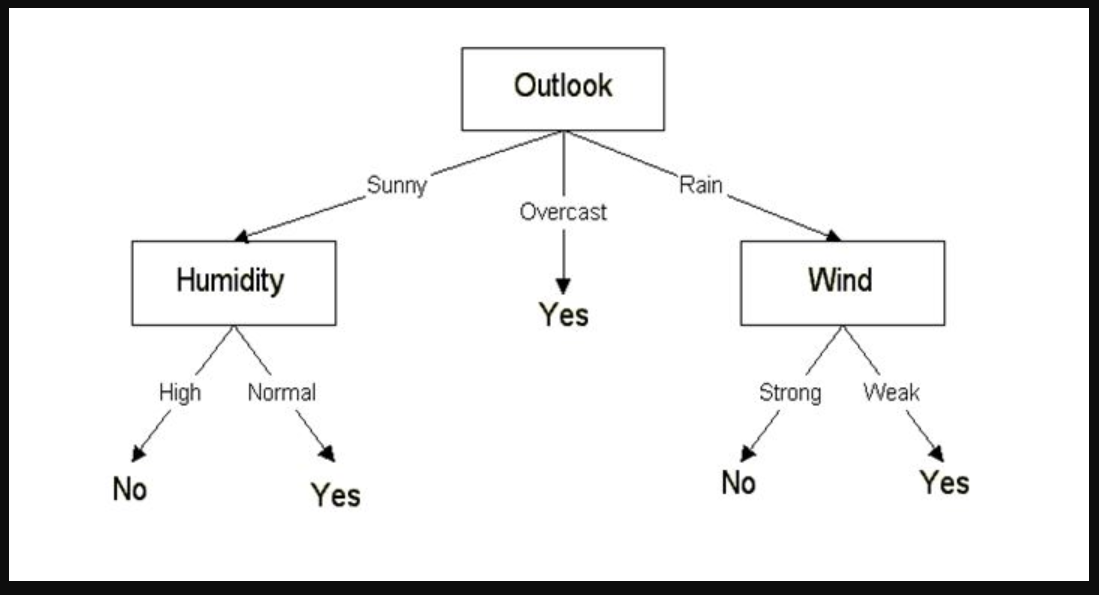 Outlook
Sunny
Overcast
Rain
Humidity
Yes
Wind
High
Normal
Strong
Weak
No
Yes
No
Yes